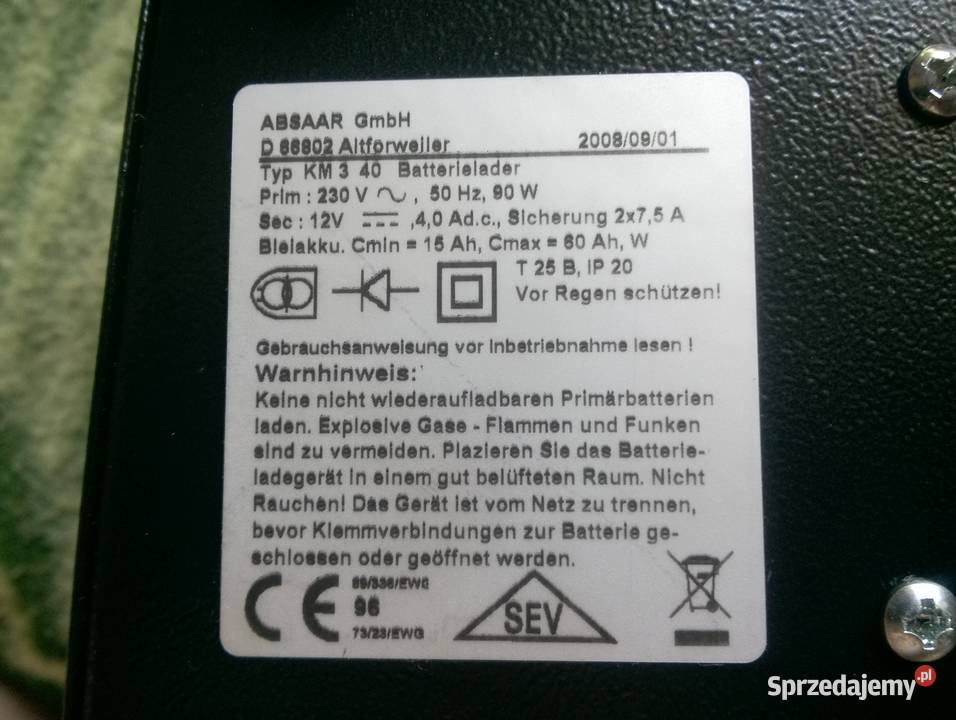 ABSAAR GmbH
D 66802 Altforweiler 2008/09/01
Typ KM 3 40 Batterielader
Prim : 230 V ~ , 50 Hz, 90 W
Sec : 12V ⎓ ,4,0 Ad.c., Sicherung 2x7,5 A
Bleiakku. Cmin = 15 Ah, Cmax = 60 Ah, W
T 25 B, IP 20
Vor Regen schützen!
Gebrauchsanweisung vor Inbetriebnahme lesen !
Warnhinweis:
Keine nicht wiederaufladbaren Primärbatterien
laden. Explosive Gase - Flammen und Funken
sind zu vermeiden. Plazieren Sie das Batterie-
ladegerät in einem gut belüfteten Raum. Nicht
Rauchen! Das Gerät ist vom Netz zu trennen,
bevor Klemmverbindungen zur Batterie ge-
schlossen oder geöffnet werden.
CE
89/336/EWG
96
73/23/EWG
SEV
Sprzedajemy.pl